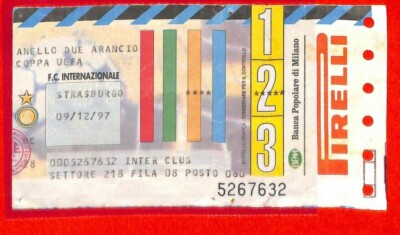 ANELLO DUE ARANCIO
COPPA UEFA
F.C. INTERNAZIONALE
STRASBURGO
****
*****
09/12/97
0005267632 INTER CLUB
SETTORE 218 FILA 08 POSTO 080
5267632
1
2
3
Banca Popolare di Milano
PIRELLI